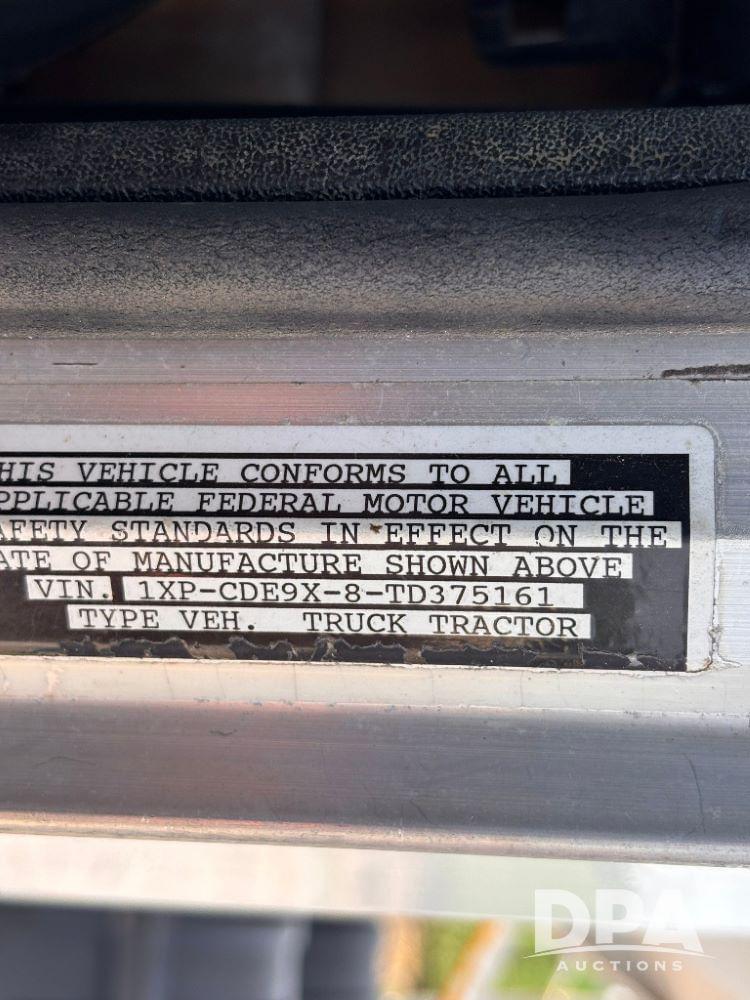 HIS VEHICLE CONFORMS TO ALL
PPLICABLE FEDERAL MOTOR VEHICLE
AFETY STANDARDS IN EFFECT ON THE
ATE OF MANUFACTURE SHOWN ABOVE
VIN. 1XP-CDE9X-8-TD375161
TYPE VEH. TRUCK TRACTOR
DPA
AUCTIONS